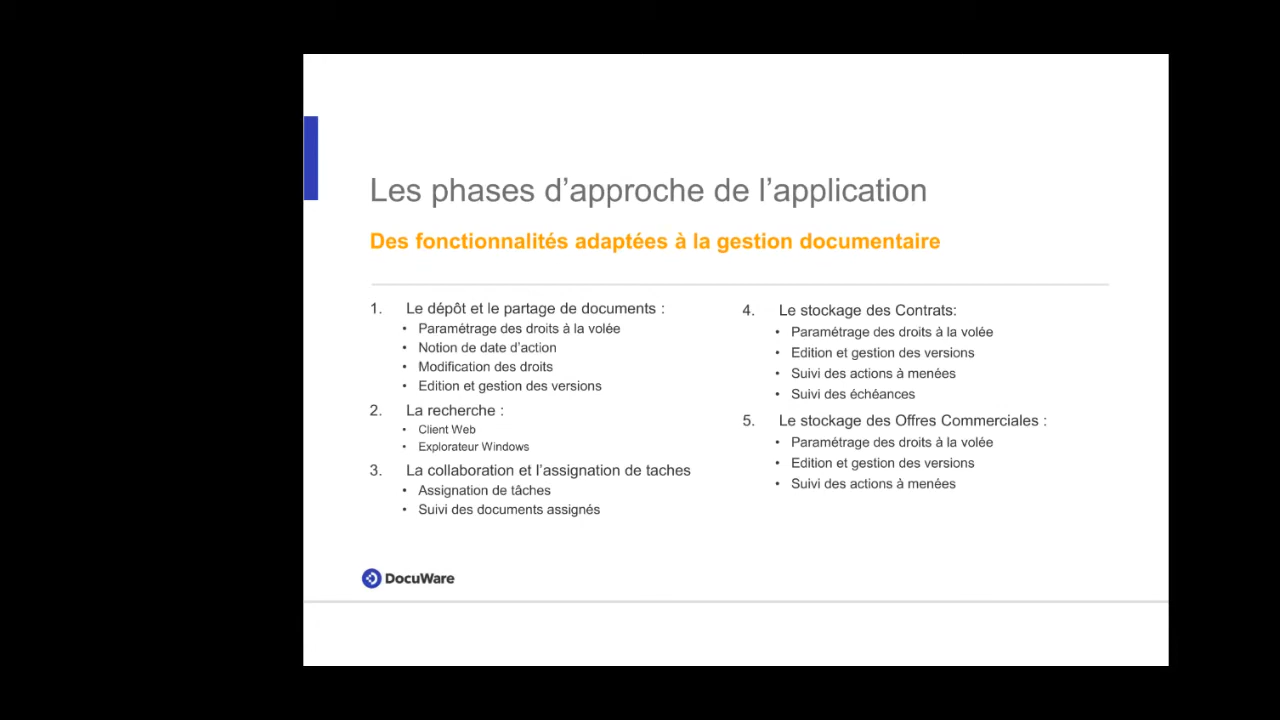 Les phases d’approche de l’application
Des fonctionnalités adaptées à la gestion documentaire
1. Le dépôt et le partage de documents :
• Paramétrage des droits à la volée
• Notion de date d’action
• Modification des droits
• Edition et gestion des versions
2. La recherche :
• Client Web
• Explorateur Windows
3. La collaboration et l’assignation de taches
• Assignation de tâches
• Suivi des documents assignés
4. Le stockage des Contrats:
• Paramétrage des droits à la volée
• Edition et gestion des versions
• Suivi des actions à menées
• Suivi des échéances
5. Le stockage des Offres Commerciales :
• Paramétrage des droits à la volée
• Edition et gestion des versions
• Suivi des actions à menées
DocuWare